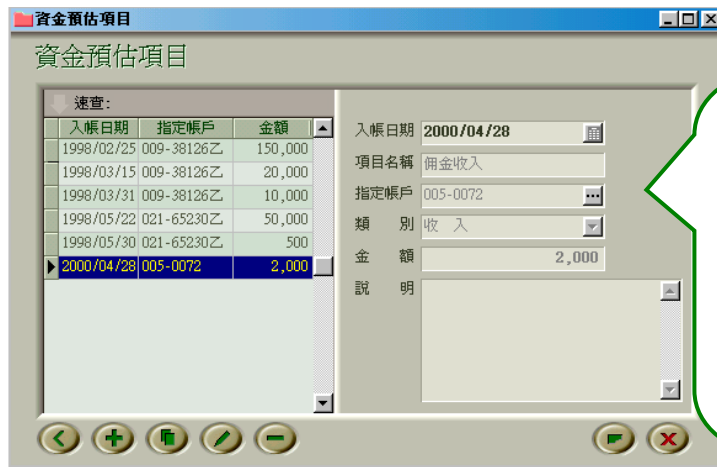 資金預估項目
資金預估項目
速查:
入帳日期 指定帳戶 金額
1998/02/25 009-38126乙 150,000
1998/03/15 009-38126乙 20,000
1998/03/31 009-38126乙 10,000
1998/05/22 021-65230乙 50,000
1998/05/30 021-65230乙 500
2000/04/28 005-0072 2,000
入帳日期 2000/04/28
項目名稱 佣金收入
指定帳戶 005-0072
類 別 收 入
金 額 2,000
說 明